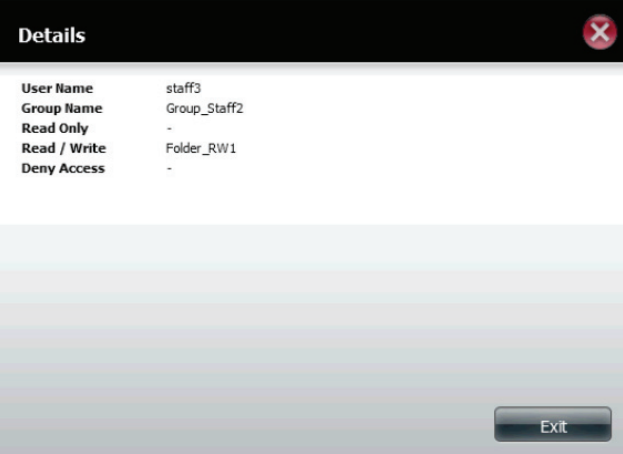 Details
User Name staff3
Group Name Group_Staff2
Read Only -
Read / Write Folder_RW1
Deny Access -
Exit